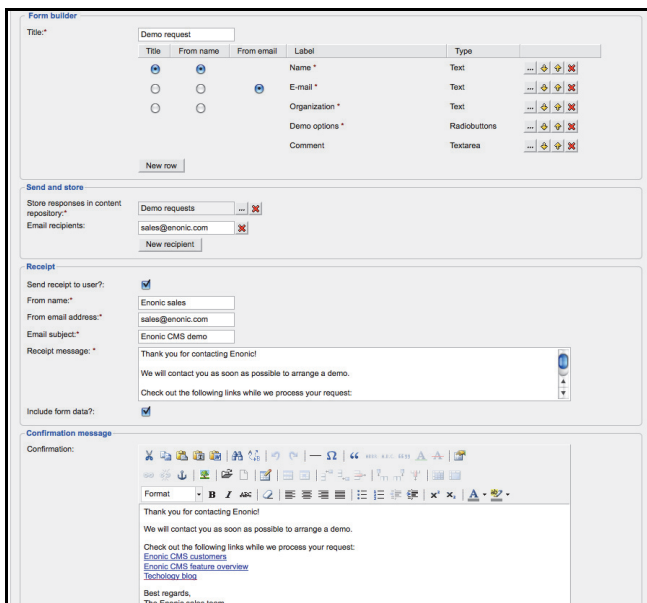 Form builder
Title:* Demo request
Title From name From email Label Type
Name * Text ...
E-mail * Text ...
Organization * Text ...
Demo options * Radiobuttons ...
Comment Textarea ...
New row
Send and store
Store responses in content
repository:* Demo requests ...
Email recipients: sales@enonic.com
New recipient
Receipt
Send receipt to user?:
From name:* Enonic sales
From email address:* sales@enonic.com
Email subject:* Enonic CMS demo
Receipt message: * Thank you for contacting Enonic!
We will contact you as soon as possible to arrange a demo.
Check out the following links while we process your request:
Include form data?:
Confirmation message
Confirmation:
Format B I ABC
Thank you for contacting Enonic!
We will contact you as soon as possible to arrange a demo.
Check out the following links while we process your request:
Enonic CMS customers
Enonic CMS feature overview
Techology blog
Best regards,
The Enonic sales team